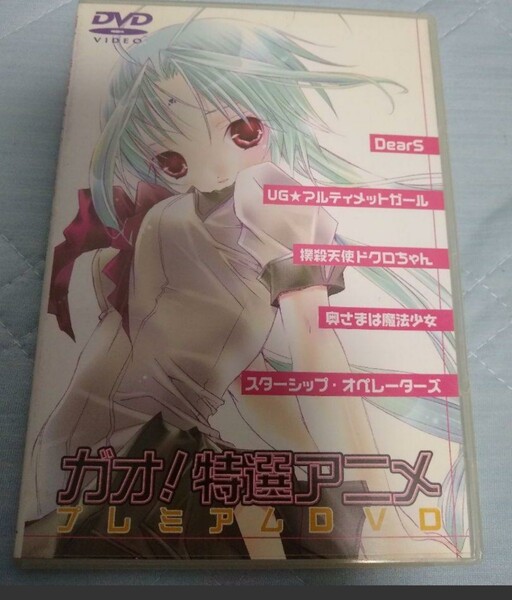 DVD
VIDEO
DearS
UG★アルティメットガール
撲殺天使ドクロちゃん
奥さまは魔法少女
スターシップ・オペレーターズ
ガオ!特選アニメ
プレミアムDVD